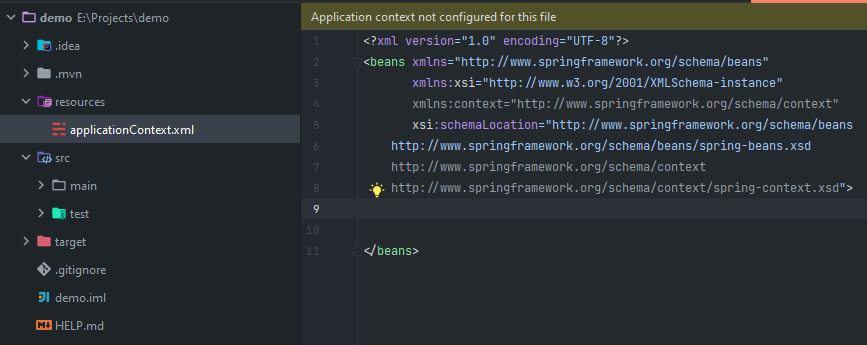 demo E:\Projects\demo
.idea
.mvn
resources
applicationContext.xml
src
main
test
target
.gitignore
demo.iml
HELP.md
Application context not configured for this file
1 <?xml version="1.0" encoding="UTF-8"?>
2 <beans xmlns="http://www.springframework.org/schema/beans"
3 xmlns:xsi="http://www.w3.org/2001/XMLSchema-instance"
4 xmlns:context="http://www.springframework.org/schema/context"
5 xsi:schemaLocation="http://www.springframework.org/schema/beans
6 http://www.springframework.org/schema/beans/spring-beans.xsd
7 http://www.springframework.org/schema/context
8 http://www.springframework.org/schema/context/spring-context.xsd">
9
10
11 </beans>